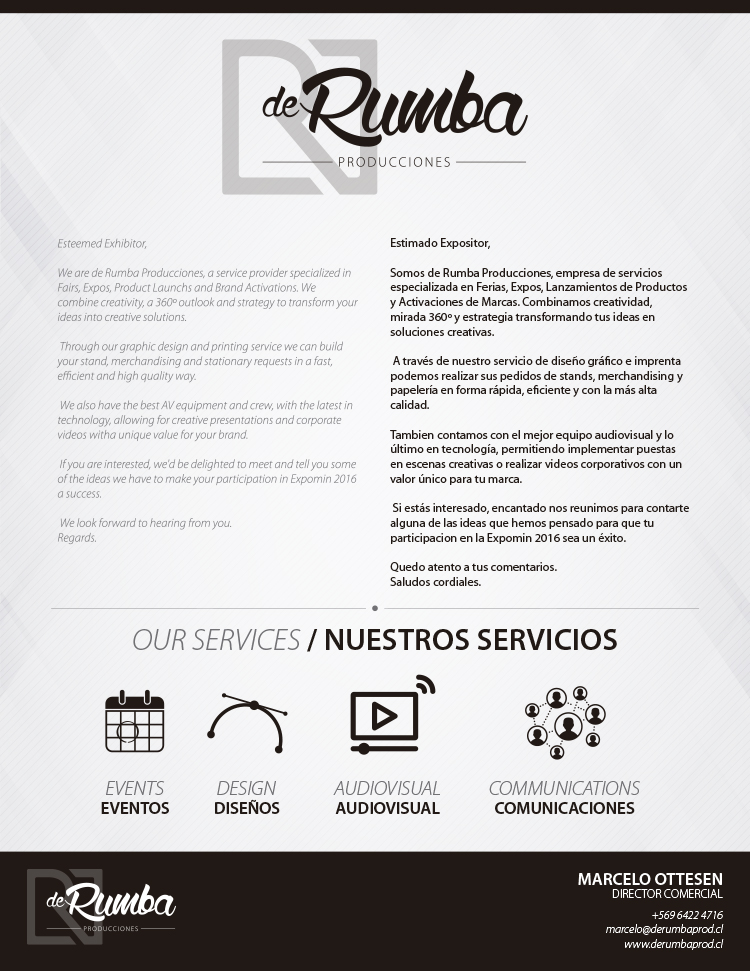 de Rumba
PRODUCCIONES
Esteemed Exhibitor,
We are de Rumba Producciones, a service provider specialized in
Fairs, Expos, Product Launchs and Brand Activations. We
combine creativity, a 360º outlook and strategy to transform your
ideas into creative solutions.
Through our graphic design and printing service we can build
your stand, merchandising and stationary requests in a fast,
efficient and high quality way.
We also have the best AV equipment and crew, with the latest in
technology, allowing for creative presentations and corporate
videos witha unique value for your brand.
If you are interested, we'd be delighted to meet and tell you some
of the ideas we have to make your participation in Expomin 2016
a success.
We look forward to hearing from you.
Regards.
Estimado Expositor,
Somos de Rumba Producciones, empresa de servicios
especializada en Ferias, Expos, Lanzamientos de Productos
y Activaciones de Marcas. Combinamos creatividad,
mirada 360º y estrategia transformando tus ideas en
soluciones creativas.
A través de nuestro servicio de diseño gráfico e imprenta
podemos realizar sus pedidos de stands, merchandising y
papelería en forma rápida, eficiente y con la más alta
calidad.
Tambien contamos con el mejor equipo audiovisual y lo
último en tecnología, permitiendo implementar puestas
en escenas creativas o realizar videos corporativos con un
valor único para tu marca.
Si estás interesado, encantado nos reunimos para contarte
alguna de las ideas que hemos pensado para que tu
participacion en la Expomin 2016 sea un éxito.
Quedo atento a tus comentarios.
Saludos cordiales.
OUR SERVICES / NUESTROS SERVICIOS
EVENTS
EVENTOS
DESIGN
DISEÑOS
AUDIOVISUAL
AUDIOVISUAL
COMMUNICATIONS
COMUNICACIONES
de Rumba
PRODUCCIONES
MARCELO OTTESEN
DIRECTOR COMERCIAL
+569 6422 4716
marcelo@derumbaprod.cl
www.derumbaprod.cl